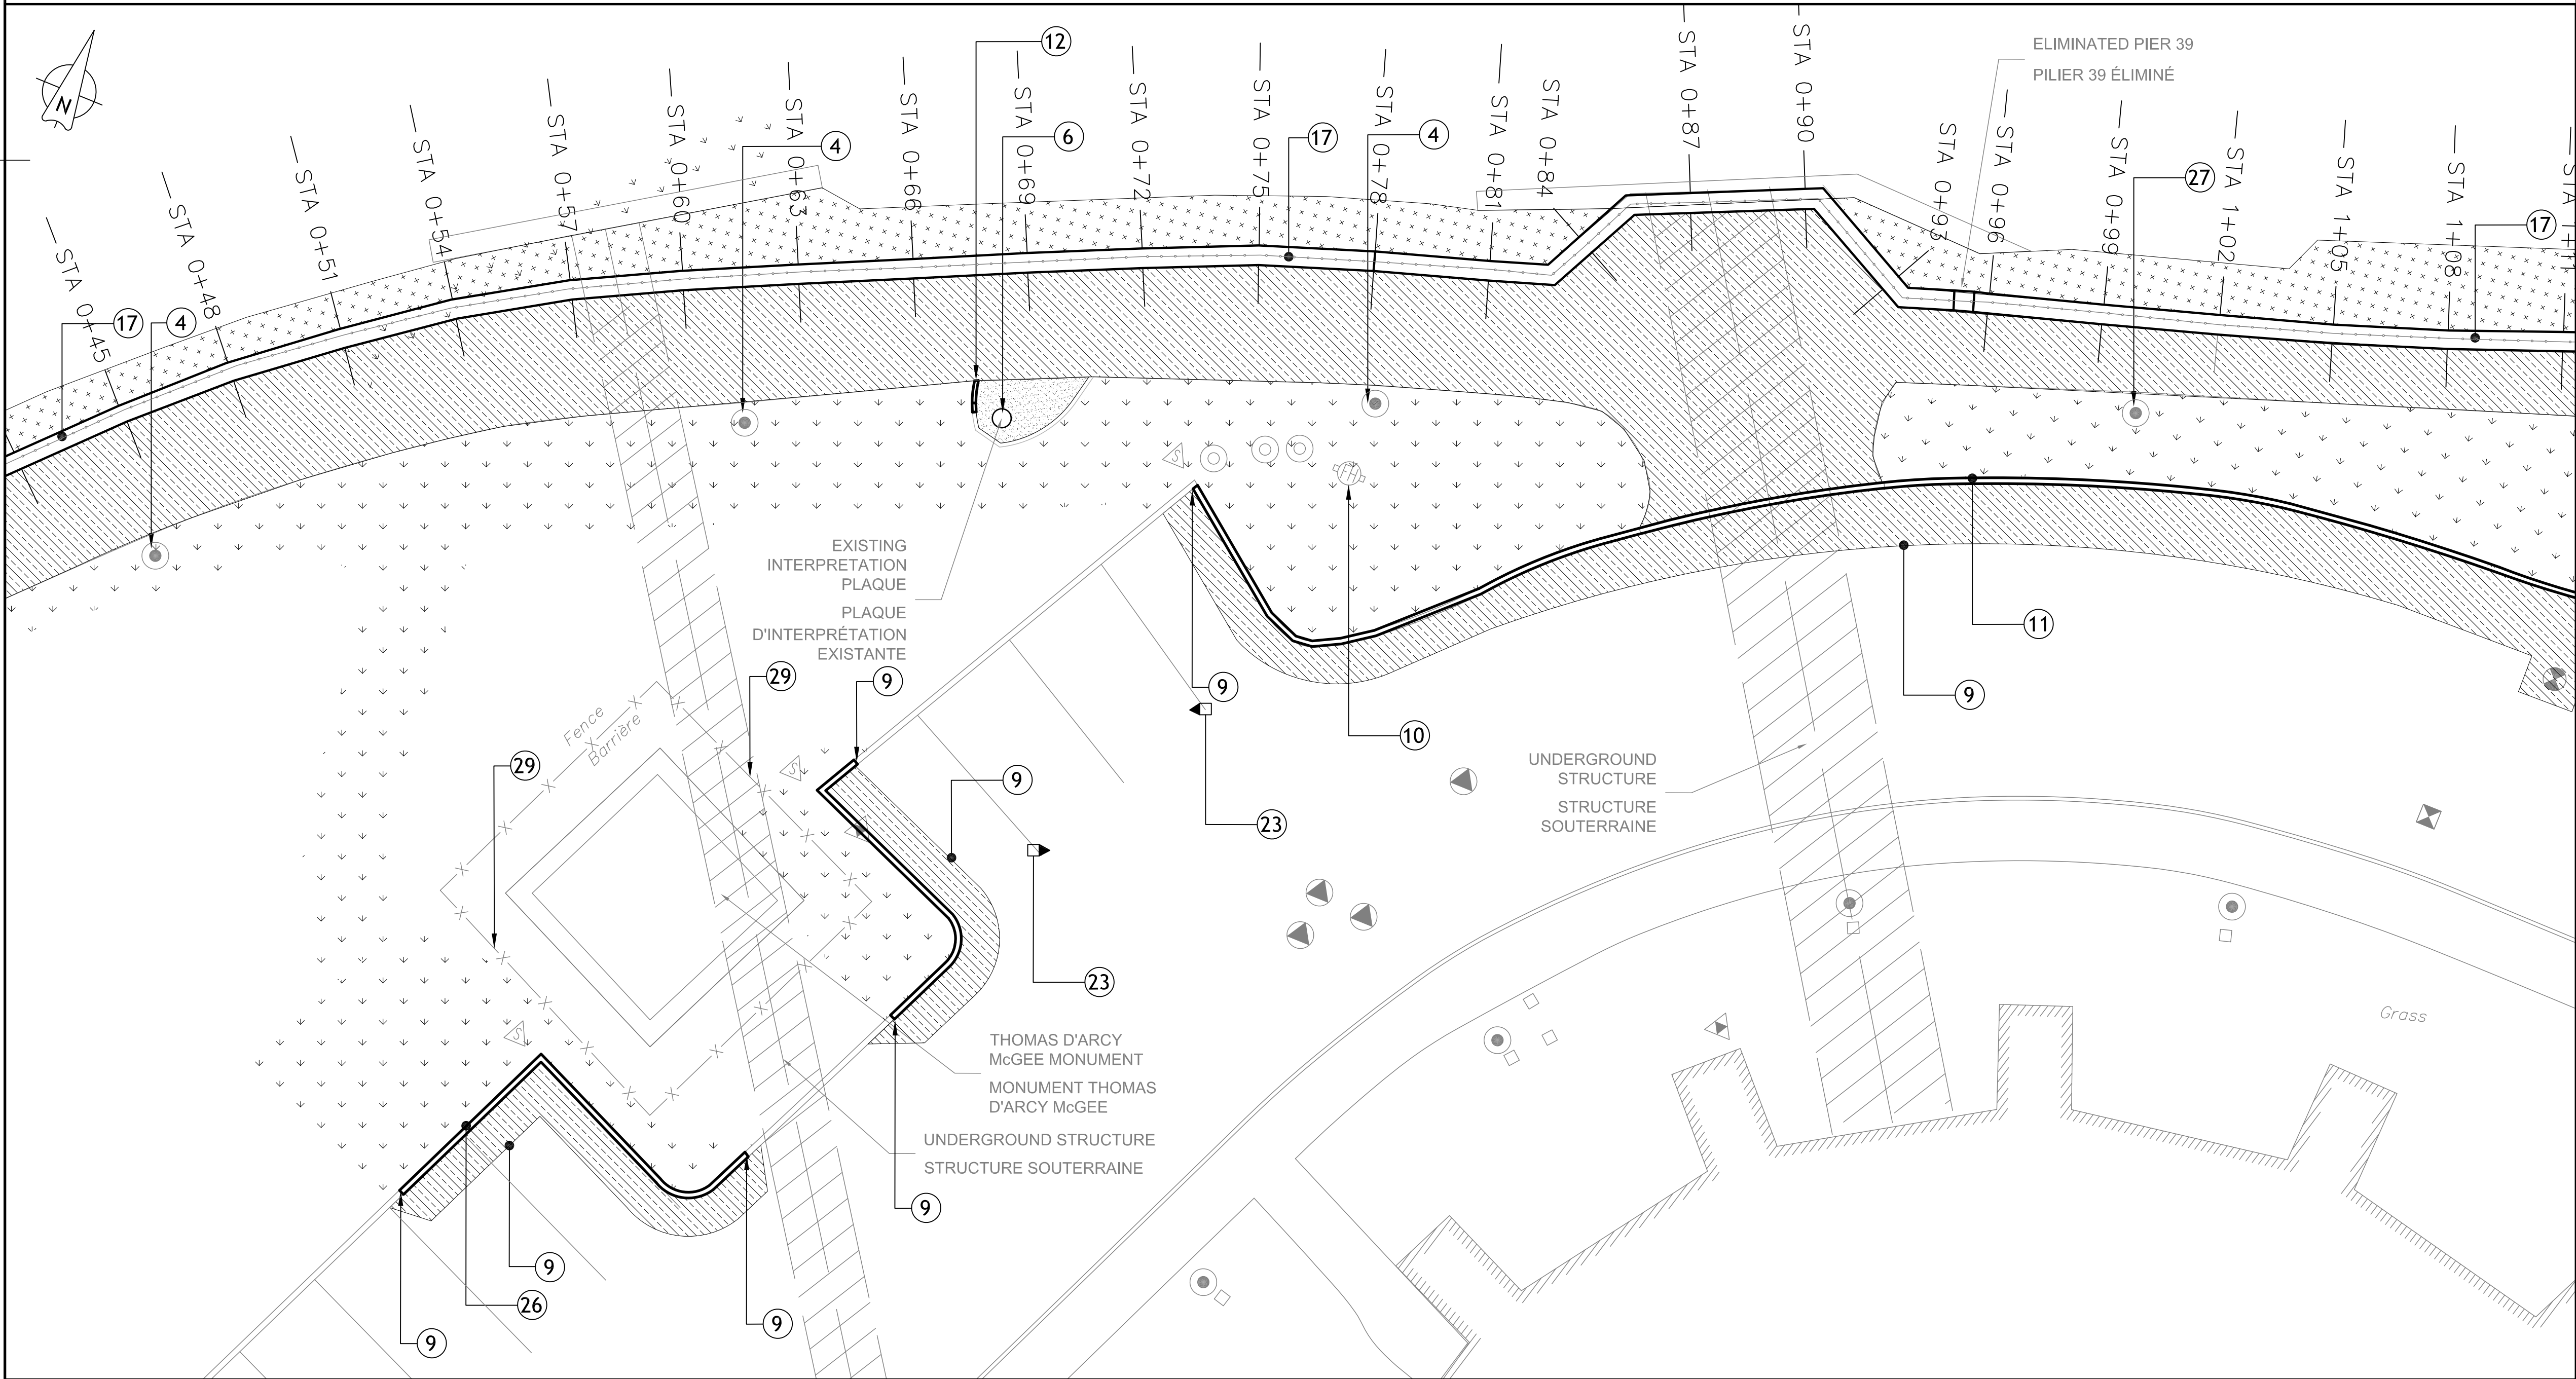 N
STA 0+45
STA 0+48
STA 0+51
STA 0+54
STA 0+57
STA 0+60
STA 0+63
STA 0+66
STA 0+69
STA 0+72
STA 0+75
STA 0+78
STA 0+81
STA 0+84
STA 0+87
STA 0+90
STA 0+93
STA 0+96
STA 0+99
STA 1+02
STA 1+05
STA 1+08
ELIMINATED PIER 39
PILIER 39 ÉLIMINÉ
12
6
4
17
4
27
17
17
4
S
FH
EXISTING
INTERPRETATION
PLAQUE
PLAQUE
D'INTERPRÉTATION
EXISTANTE
11
9
9
10
29
9
29
Fence
Barrière
S
9
23
23
UNDERGROUND
STRUCTURE
STRUCTURE
SOUTERRAINE
Grass
S
THOMAS D'ARCY
McGEE MONUMENT
MONUMENT THOMAS
D'ARCY McGEE
UNDERGROUND STRUCTURE
STRUCTURE SOUTERRAINE
9
9
26
9
9